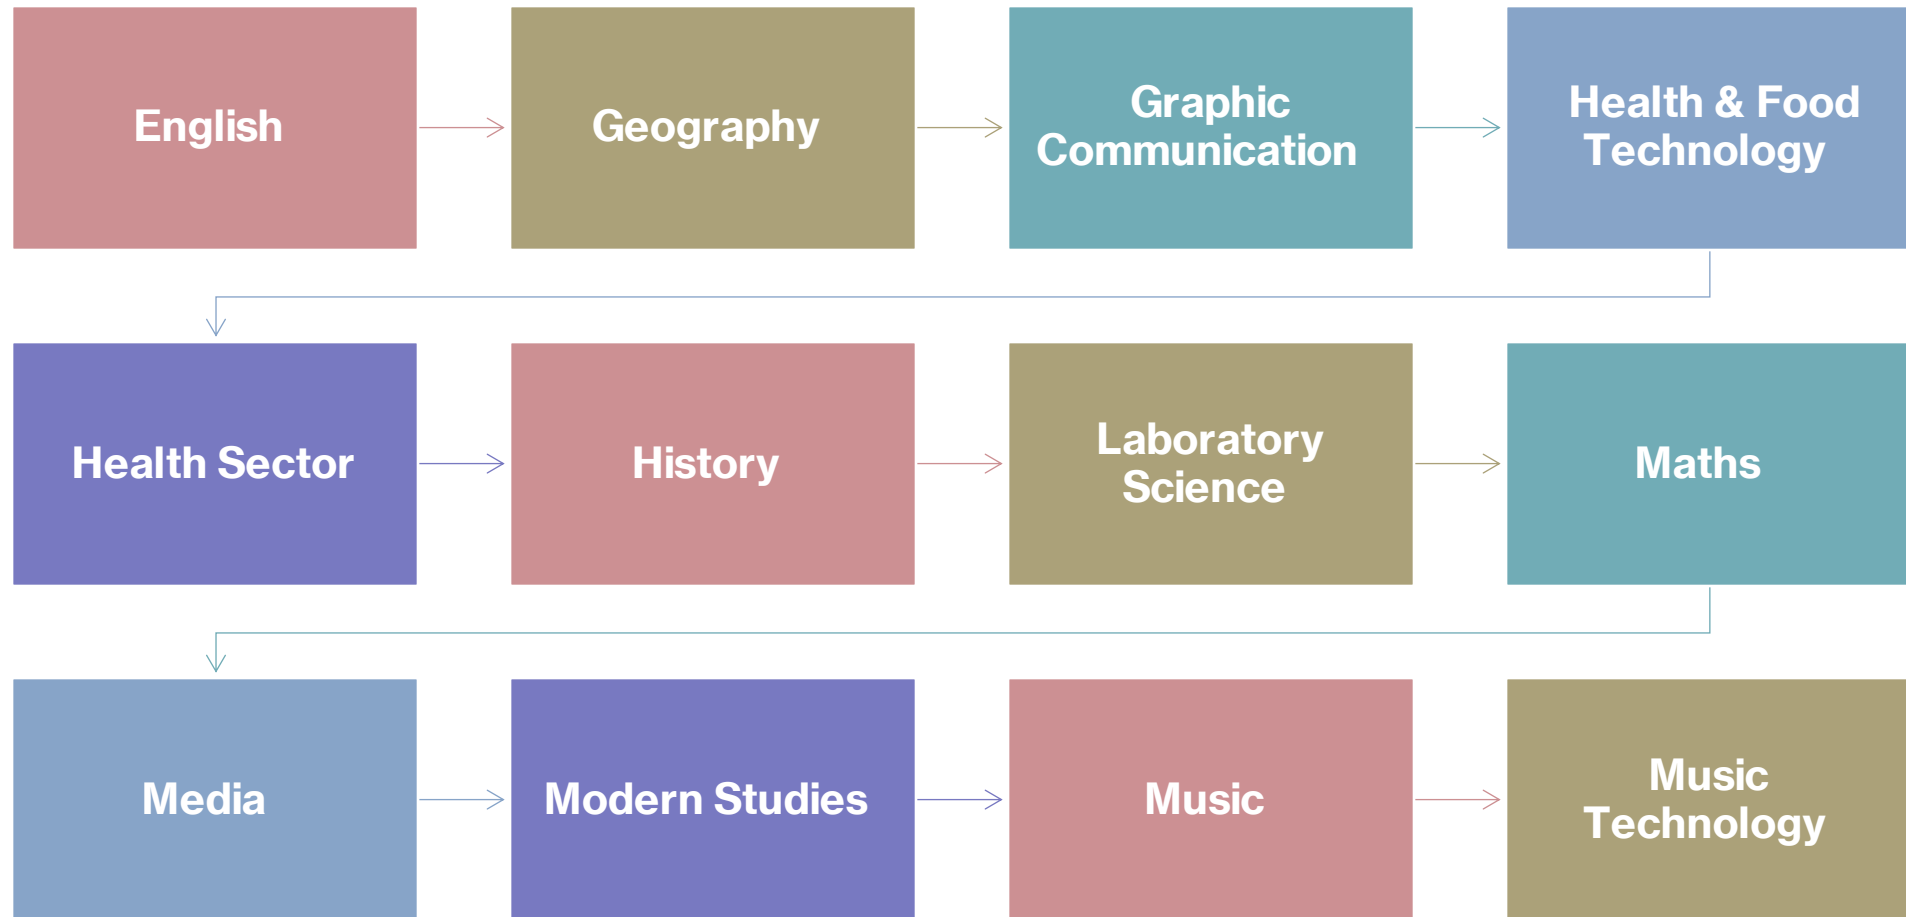 English
Geography
Graphic
Communication
Health & Food
Technology
Health Sector
History
Laboratory
Science
Maths
Media
Modern Studies
Music
Music
Technology